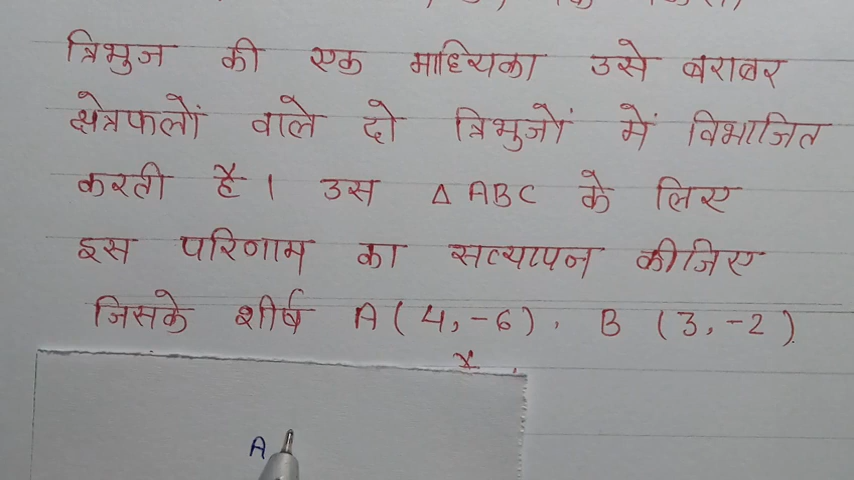 त्रिभुज की एक माध्यिका उसे बराबर
क्षेत्रफलों वाले दो त्रिभुजों में विभाजित
करती है। उस △ ABC के लिए
इस परिणाम का सत्यापन कीजिए
जिसके शीर्ष A (4,-6), B (3,-2)
A